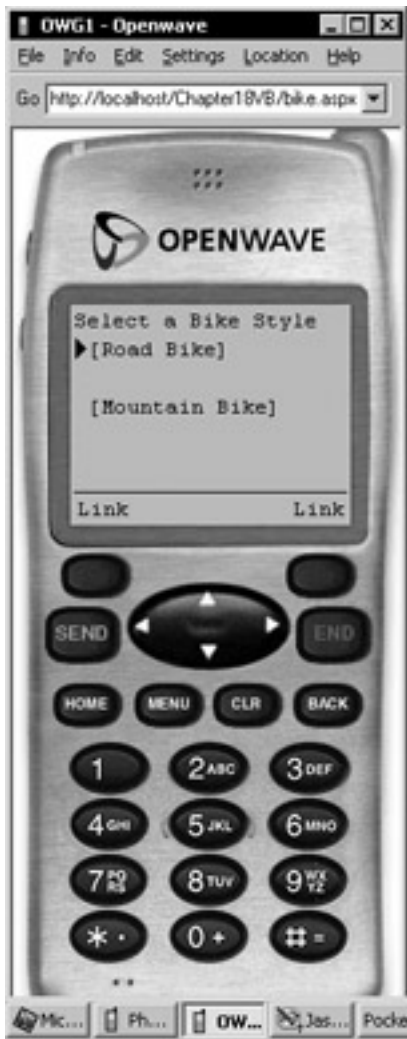 OWG1 - Openwave
File Info Edit Settings Location Help
Go http://localhost/Chapter18VB/bike.aspx
OPENWAVE
Select a Bike Style
[Road Bike]
[Mountain Bike]
Link Link
SEND END
HOME MENU CLR BACK
1 2ABC 3DEF
4GHI 5JKL 6MNO
7PQRS 8TUV 9WXYZ
* . 0 + # =
Mic... Ph... OW... Jas... Pocke